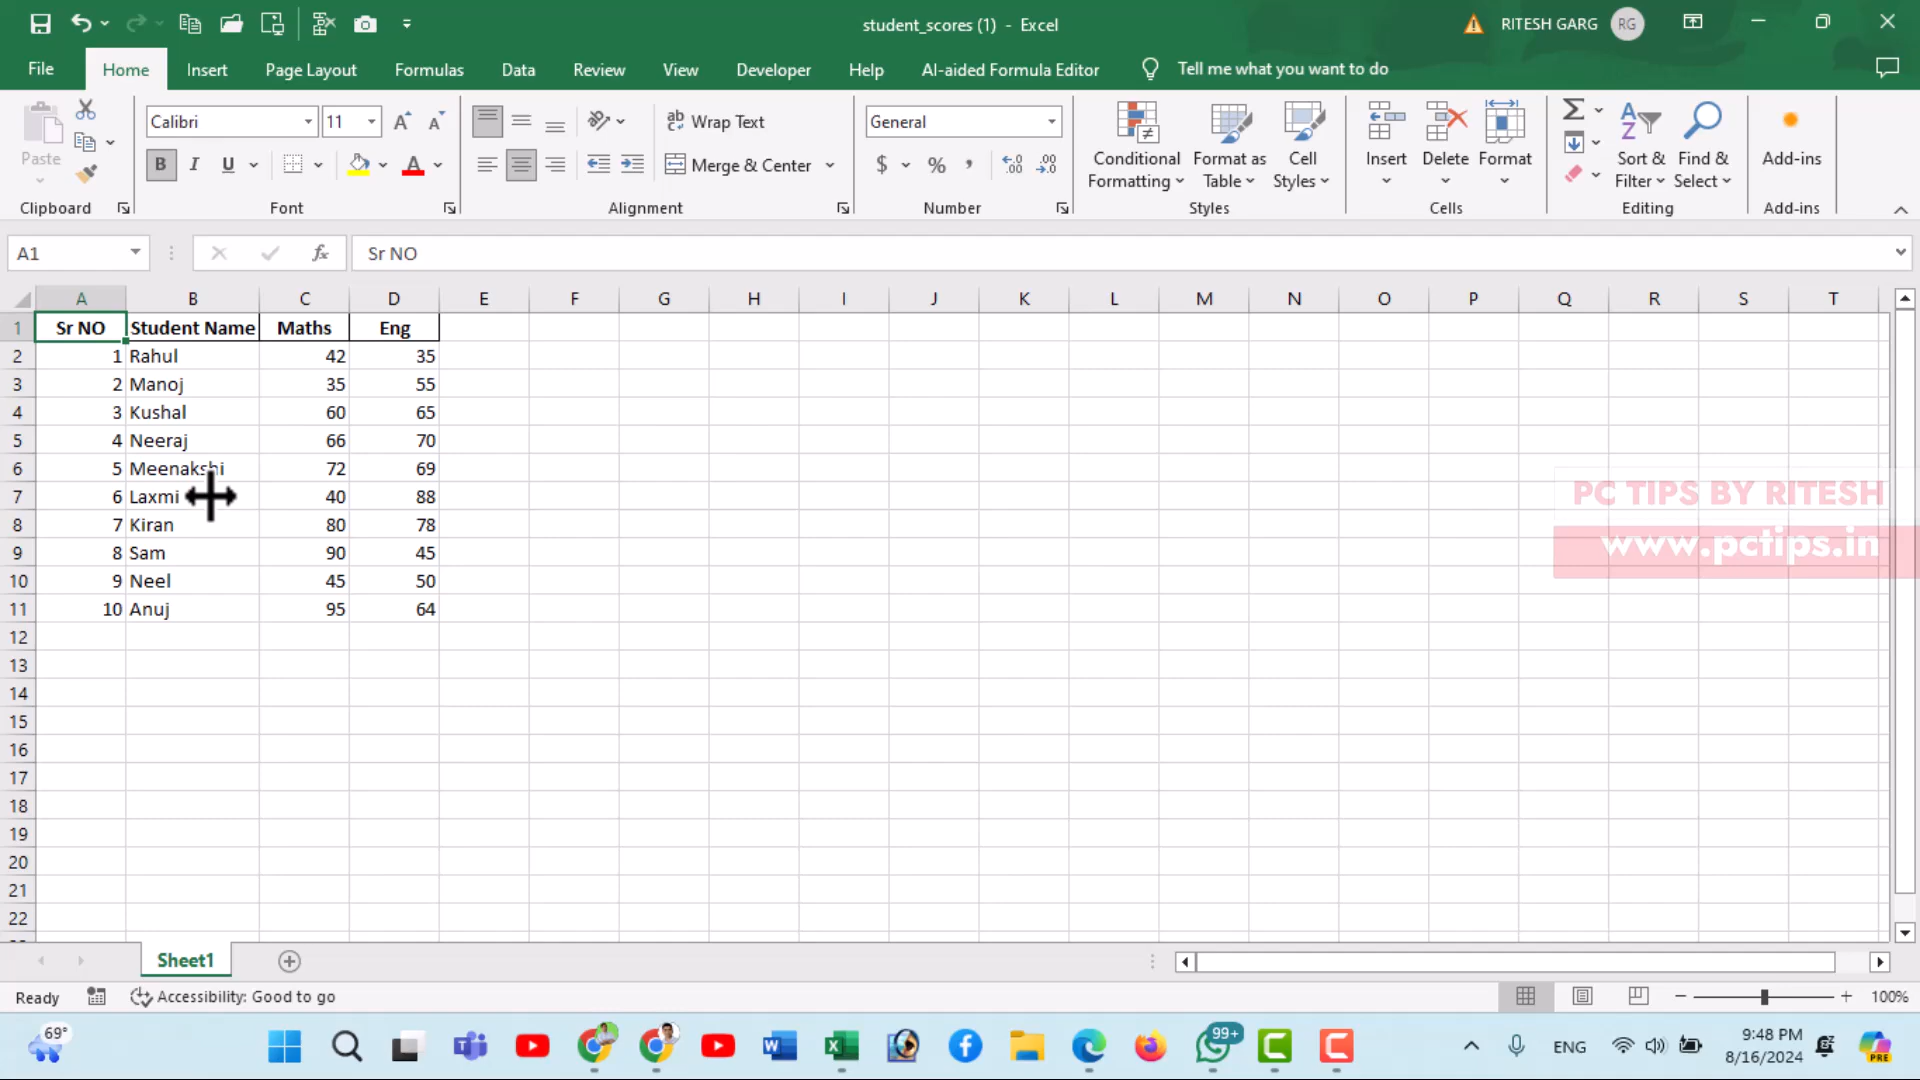 student_scores (1) - Excel
RITESH GARG RG
File Home Insert Page Layout Formulas Data Review View Developer Help AI-aided Formula Editor Tell me what you want to do
Calibri 11 ab c Wrap Text General
Paste B I U A Merge & Center $ % , .0 .00 .00 .0
Conditional Formatting Format as Table Cell Styles Insert Delete Format Σ A Z Sort & Filter Find & Select Add-ins
Clipboard Font Alignment Number Styles Cells Editing Add-ins
A1 fx Sr NO
A B C D E F G H I J K L M N O P Q R S T
1 Sr NO Student Name Maths Eng
2 1 Rahul 42 35
3 2 Manoj 35 55
4 3 Kushal 60 65
5 4 Neeraj 66 70
6 5 Meenakshi 72 69
7 6 Laxmi 40 88
8 7 Kiran 80 78
9 8 Sam 90 45
10 9 Neel 45 50
11 10 Anuj 95 64
12
13
14
15
16
17
18
19
20
21
22
PC TIPS BY RITESH
www.pctips.in
Sheet1
Ready Accessibility: Good to go 100%
69° 99+ ENG 9:48 PM
8/16/2024 PRE